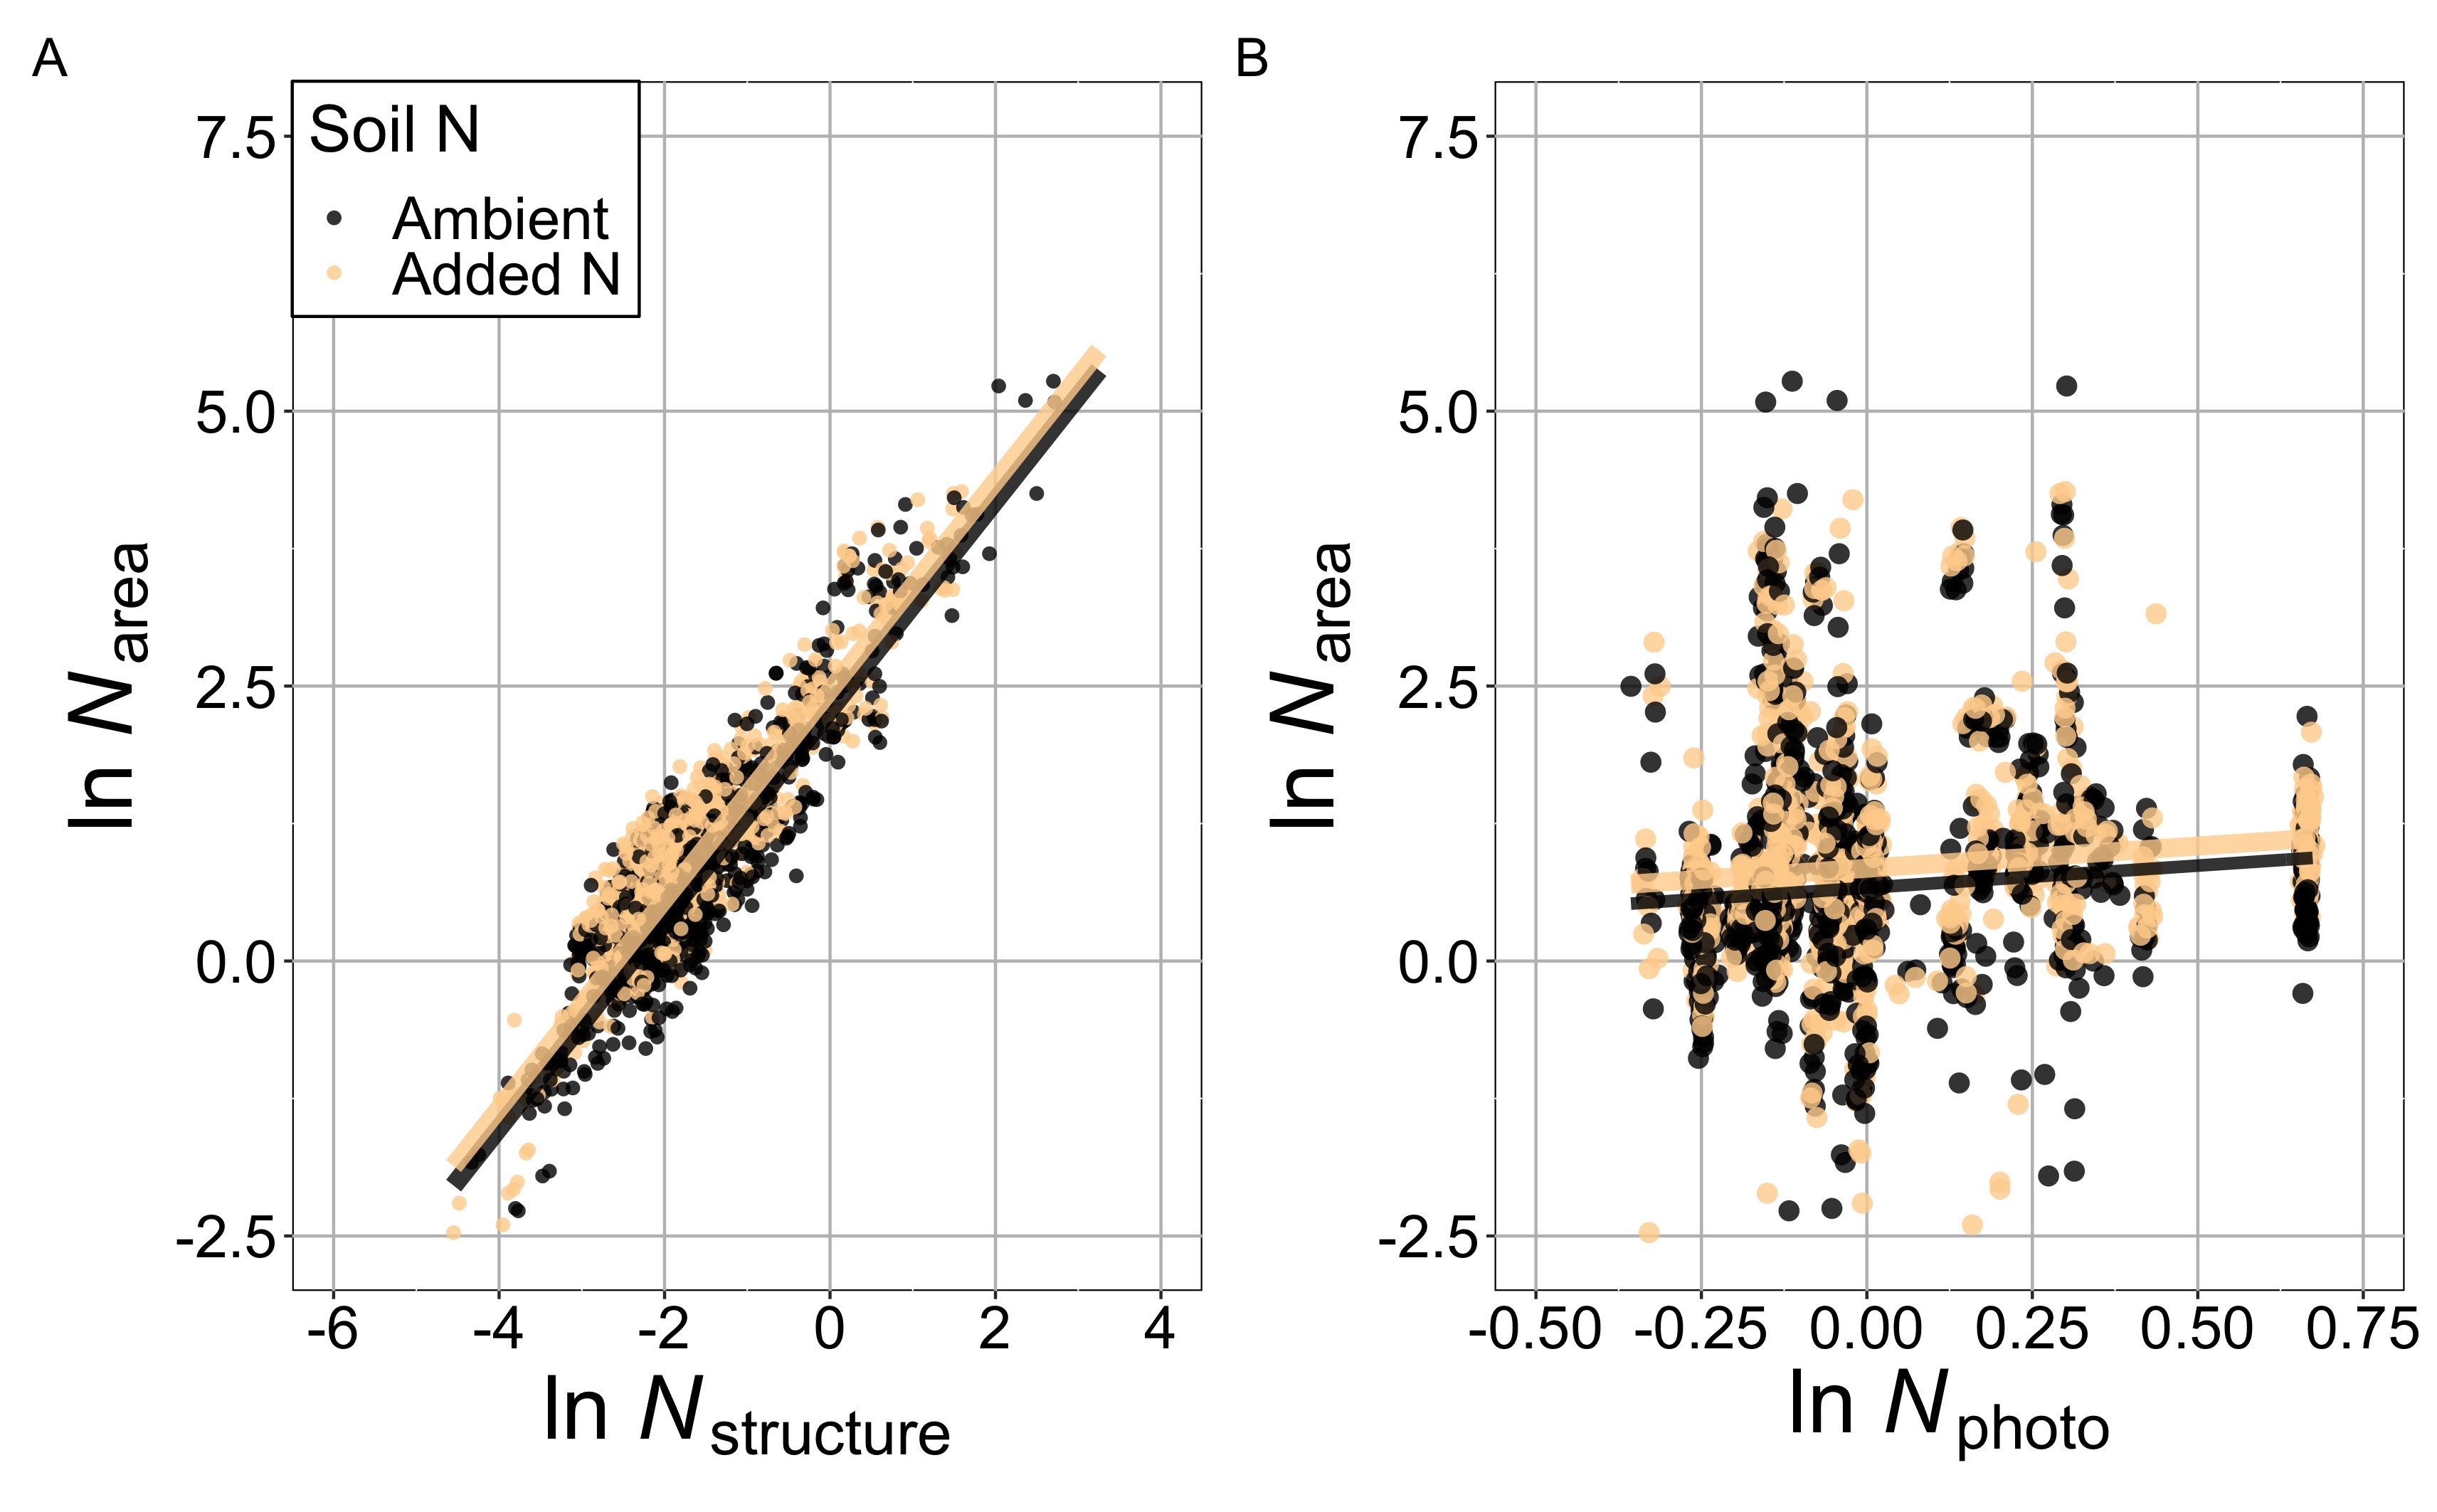 A
Soil N
Ambient
Added N
7.5
5.0
2.5
0.0
-2.5
ln Narea
-6 -4 -2 0 2 4
ln Nstructure
B
7.5
5.0
2.5
0.0
-2.5
ln Narea
-0.50 -0.25 0.00 0.25 0.50 0.75
ln Nphoto